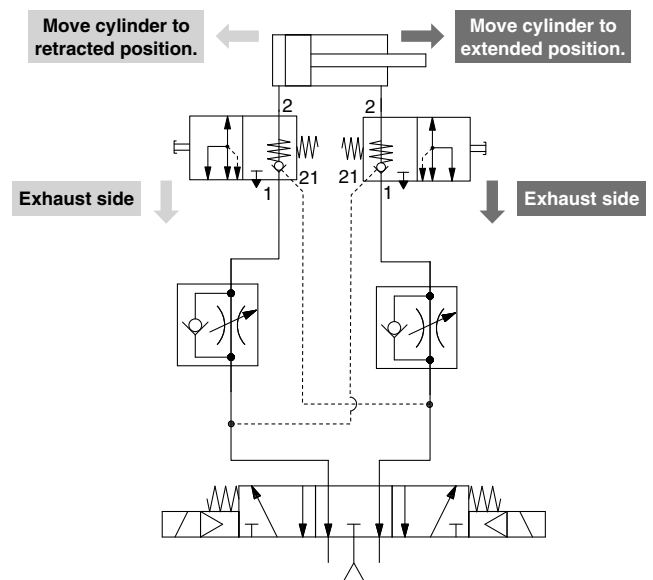 Move cylinder to
retracted position.
Move cylinder to
extended position.
2
2
21
21
1
1
Exhaust side
Exhaust side